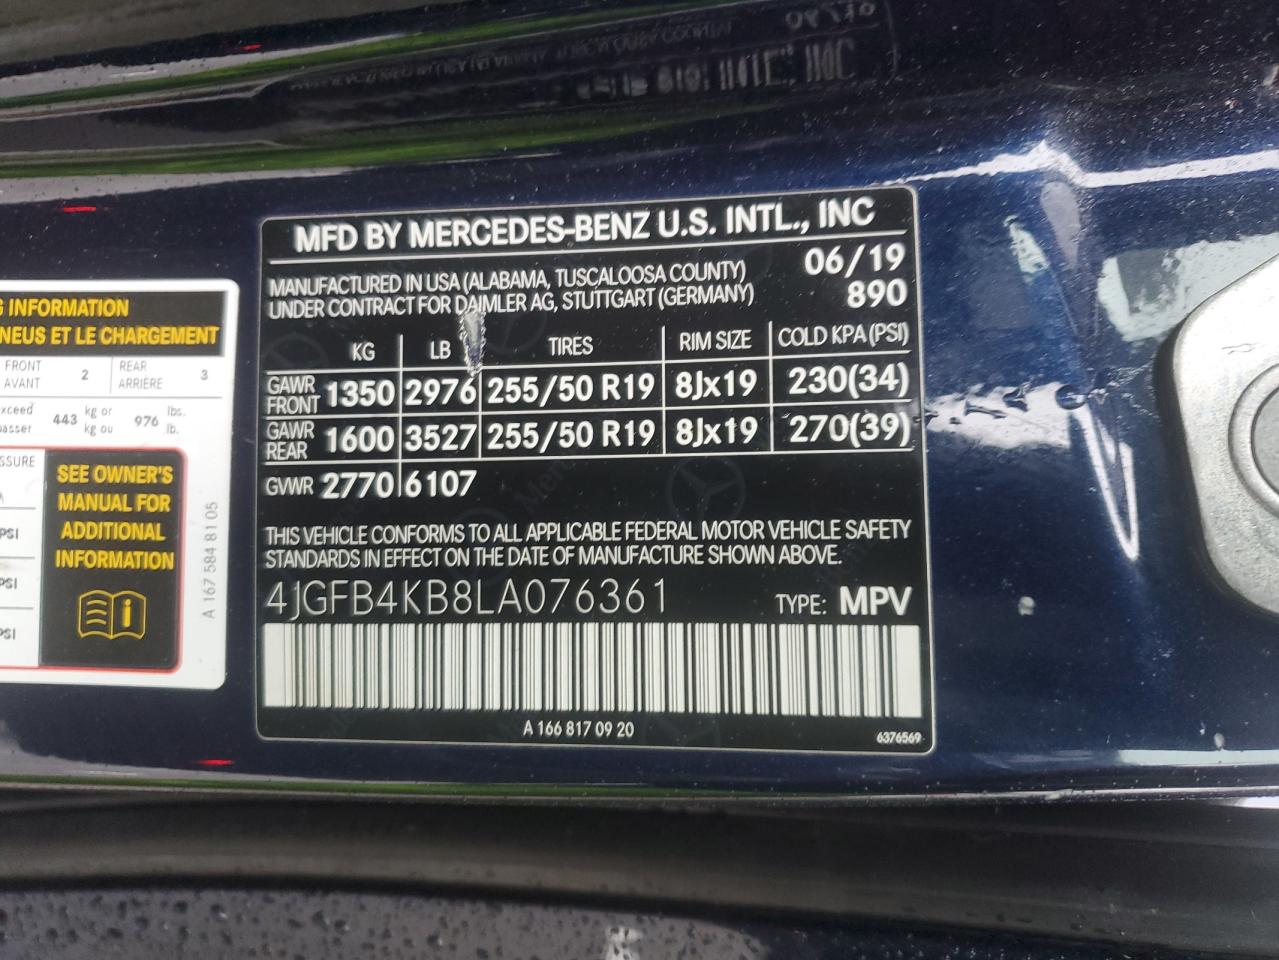 MFD BY MERCEDES-BENZ U.S. INTL., INC
MANUFACTURED IN USA (ALABAMA, TUSCALOOSA COUNTY) 06/19
UNDER CONTRACT FOR DAIMLER AG, STUTTGART (GERMANY) 890
KG LB TIRES RIM SIZE COLD KPA (PSI)
GAWR FRONT 1350 2976 255/50 R19 8Jx19 230(34)
GAWR REAR 1600 3527 255/50 R19 8Jx19 270(39)
GVWR 2770 6107
THIS VEHICLE CONFORMS TO ALL APPLICABLE FEDERAL MOTOR VEHICLE SAFETY
STANDARDS IN EFFECT ON THE DATE OF MANUFACTURE SHOWN ABOVE.
4JGFB4KB8LA076361 TYPE: MPV
A 166 817 09 20
6376569
INFORMATION
NEUS ET LE CHARGEMENT
FRONT 2 REAR 3
AVANT ARRIÈRE
443 kg or 976 lbs.
kg ou lb.
SEE OWNER'S
MANUAL FOR
ADDITIONAL
INFORMATION
PSI
PSI
PSI
A 167 584 81 05